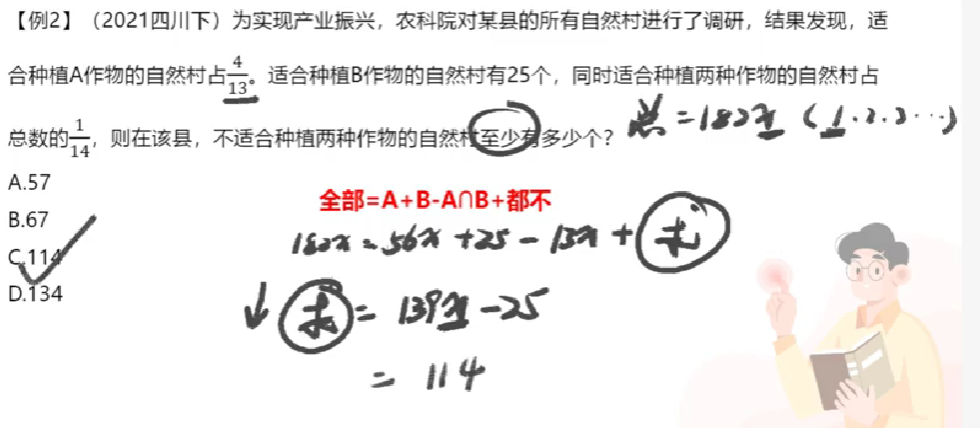 【例2】（2021四川下）为实现产业振兴，农科院对某县的所有自然村进行了调研，结果发现，适
合种植A作物的自然村占4/13。适合种植B作物的自然村有25个，同时适合种植两种作物的自然村占
总数的1/14，则在该县，不适合种植两种作物的自然村至少有多少个？
总=182x（1.2.3...）
A.57
全部=A+B-A∩B+都不
B.67
182x=56x+25-13x+求
C.114
D.134
↓求=139x-25
=114